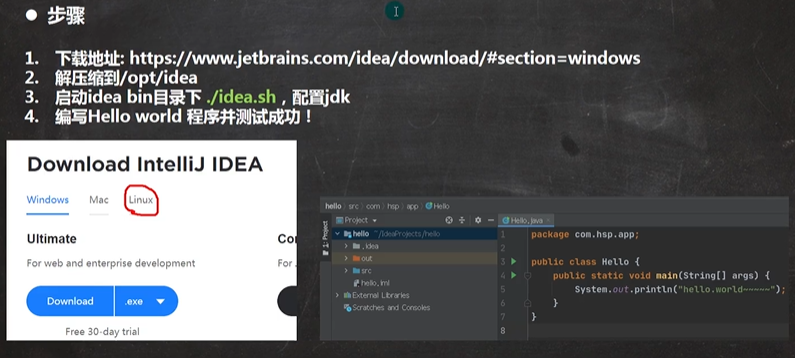 ● 步骤
1. 下载地址: https://www.jetbrains.com/idea/download/#section=windows
2. 解压缩到/opt/idea
3. 启动idea bin目录下 ./idea.sh，配置jdk
4. 编写Hello world 程序并测试成功！
Download IntelliJ IDEA
Windows Mac Linux
Ultimate
For web and enterprise development
Download .exe
Free 30-day trial
Co
For
hello src com hsp app Hello
1: Project
Project
hello ~/IdeaProjects/hello
.idea
out
src
hello.iml
External Libraries
Scratches and Consoles
Hello.java
1 package com.hsp.app;
2
3 public class Hello {
4 public static void main(String[] args) {
5 System.out.println("hello.world~~~~~");
6 }
7 }
8